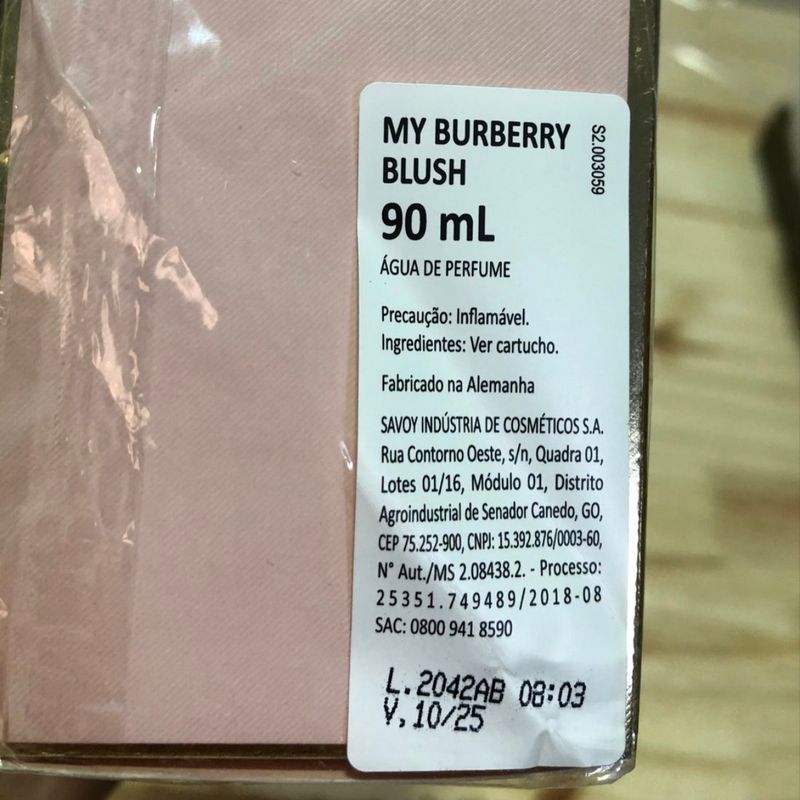 MY BURBERRY
BLUSH
90 mL
ÁGUA DE PERFUME
S2.003059
Precaução: Inflamável.
Ingredientes: Ver cartucho.
Fabricado na Alemanha
SAVOY INDÚSTRIA DE COSMÉTICOS S.A.
Rua Contorno Oeste, s/n, Quadra 01,
Lotes 01/16, Módulo 01, Distrito
Agroindustrial de Senador Canedo, GO,
CEP 75.252-900, CNPJ: 15.392.876/0003-60,
N° Aut./MS 2.08438.2. - Processo:
25351.749489/2018-08
SAC: 0800 941 8590
L.2042AB 08:03
V.10/25